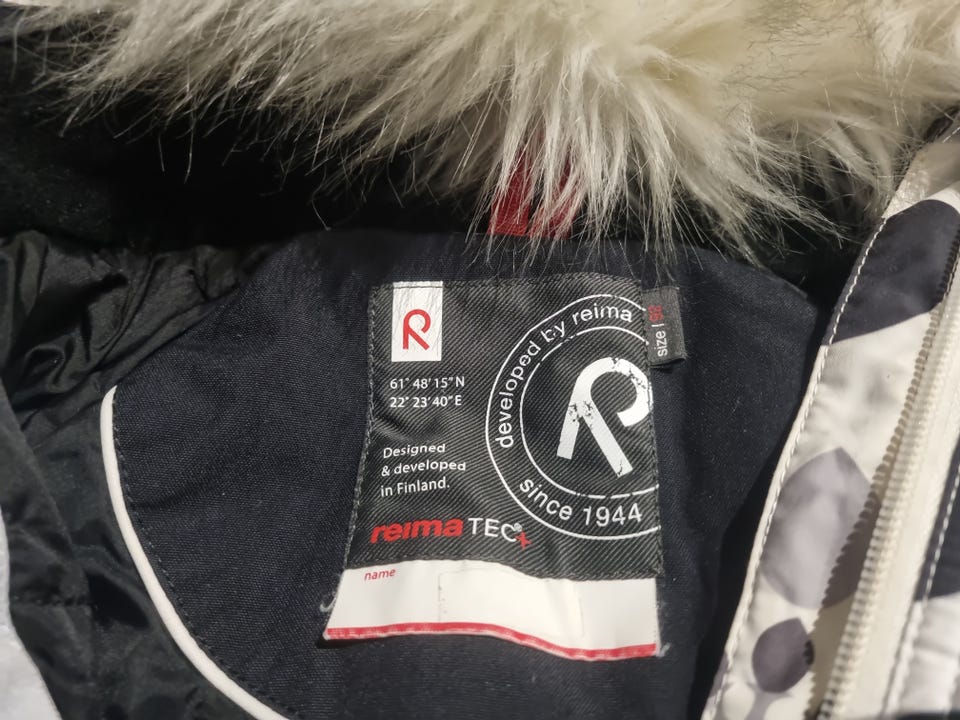 61° 48' 15" N
22° 23' 40" E
Designed
& developed
in Finland.
reima TEC+
name
developed by reima
since 1944
size |